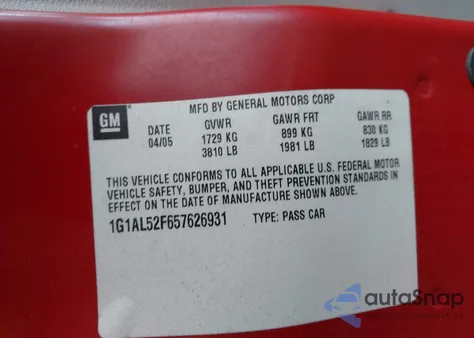 MFD BY GENERAL MOTORS CORP
GM
DATE GVWR GAWR FRT GAWR RR
04/05 1729 KG 899 KG 830 KG
3810 LB 1981 LB 1829 LB
THIS VEHICLE CONFORMS TO ALL APPLICABLE U.S. FEDERAL MOTOR
VEHICLE SAFETY, BUMPER, AND THEFT PREVENTION STANDARDS IN
EFFECT ON THE DATE OF MANUFACTURE SHOWN ABOVE.
1G1AL52F657626931 TYPE: PASS CAR
autoSnap